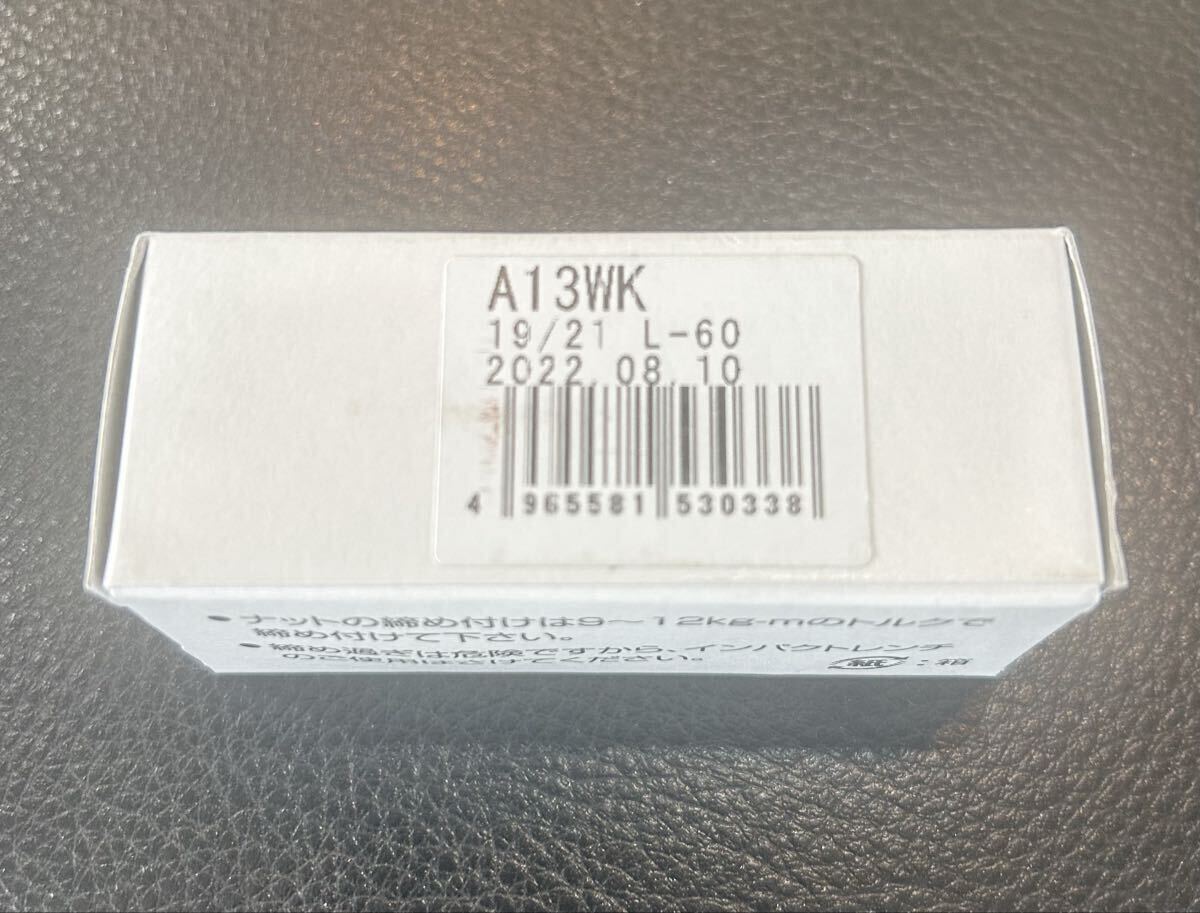 A13WK
19/21 L-60
2022.08.10
4 965581 530338
●ナットの締め付けは9〜12kg-mのトルクで
締め付けて下さい。
●締め過ぎは危険ですから、インパクトレンチ
のご使用はさけてください。
紙:箱